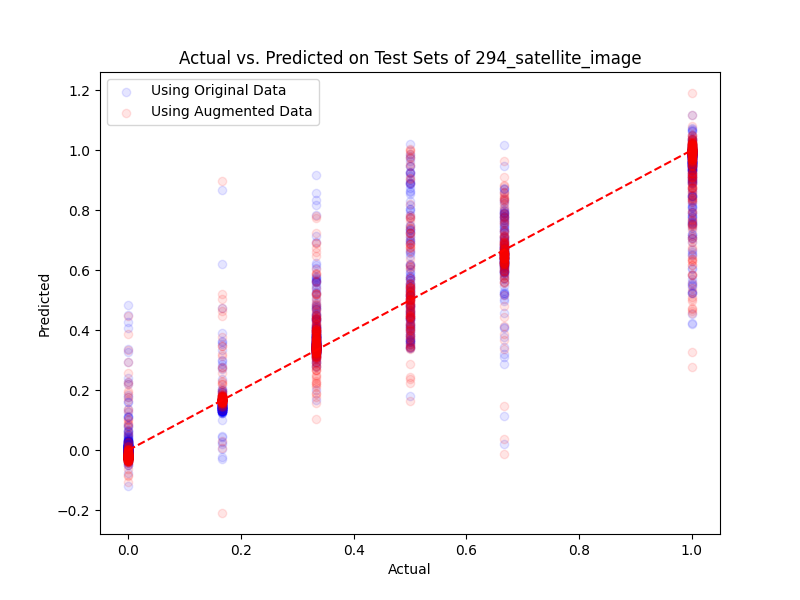 Actual vs. Predicted on Test Sets of 294_satellite_image
Using Original Data
Using Augmented Data
1.2
1.0
0.8
0.6
0.4
0.2
0.0
−0.2
Predicted
0.0 0.2 0.4 0.6 0.8 1.0
Actual